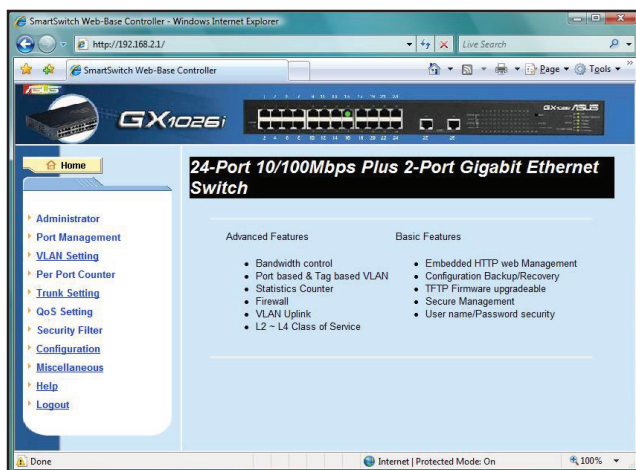 SmartSwitch Web-Base Controller - Windows Internet Explorer
http://192.168.2.1/
Live Search
SmartSwitch Web-Base Controller
Page
Tools
ASUS
GX1026i
ASUS
25
26
Home
24-Port 10/100Mbps Plus 2-Port Gigabit Ethernet
Switch
Administrator
Port Management
VLAN Setting
Per Port Counter
Trunk Setting
QoS Setting
Security Filter
Configuration
Miscellaneous
Help
Logout
Advanced Features
Bandwidth control
Port based & Tag based VLAN
Statistics Counter
Firewall
VLAN Uplink
L2 ~ L4 Class of Service
Basic Features
Embedded HTTP web Management
Configuration Backup/Recovery
TFTP Firmware upgradeable
Secure Management
User name/Password security
Done
Internet | Protected Mode: On
100%